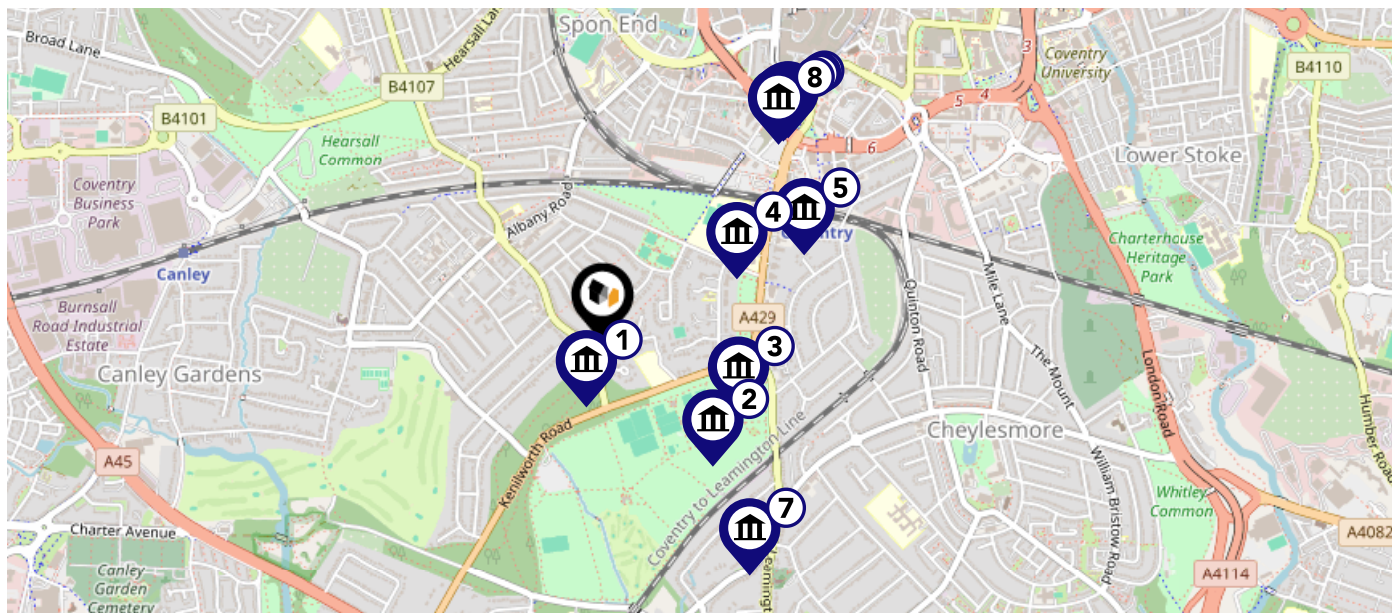 Spon End
Broad Lane
Hearsall Lan
B4107
B4101
Hearsall
Common
Coventry
Business
Park
Albany Road
Canley
Burnsall
Road Industrial
Estate
Canley Gardens
A45
Charter Avenue
Canley
Garden
Cemetery
Kenilworth Road
Coventry to Leamington Line
A429
1
2
3
4
5
7
8
6
5
4
3
Coventry
University
B4110
Lower Stoke
Charterhouse
Heritage
Park
Quinton Road
Mile Lane
The Mount
London Road
Humber Road
Cheylesmore
William Bristow Road
Whitley
Common
A4082
A4114